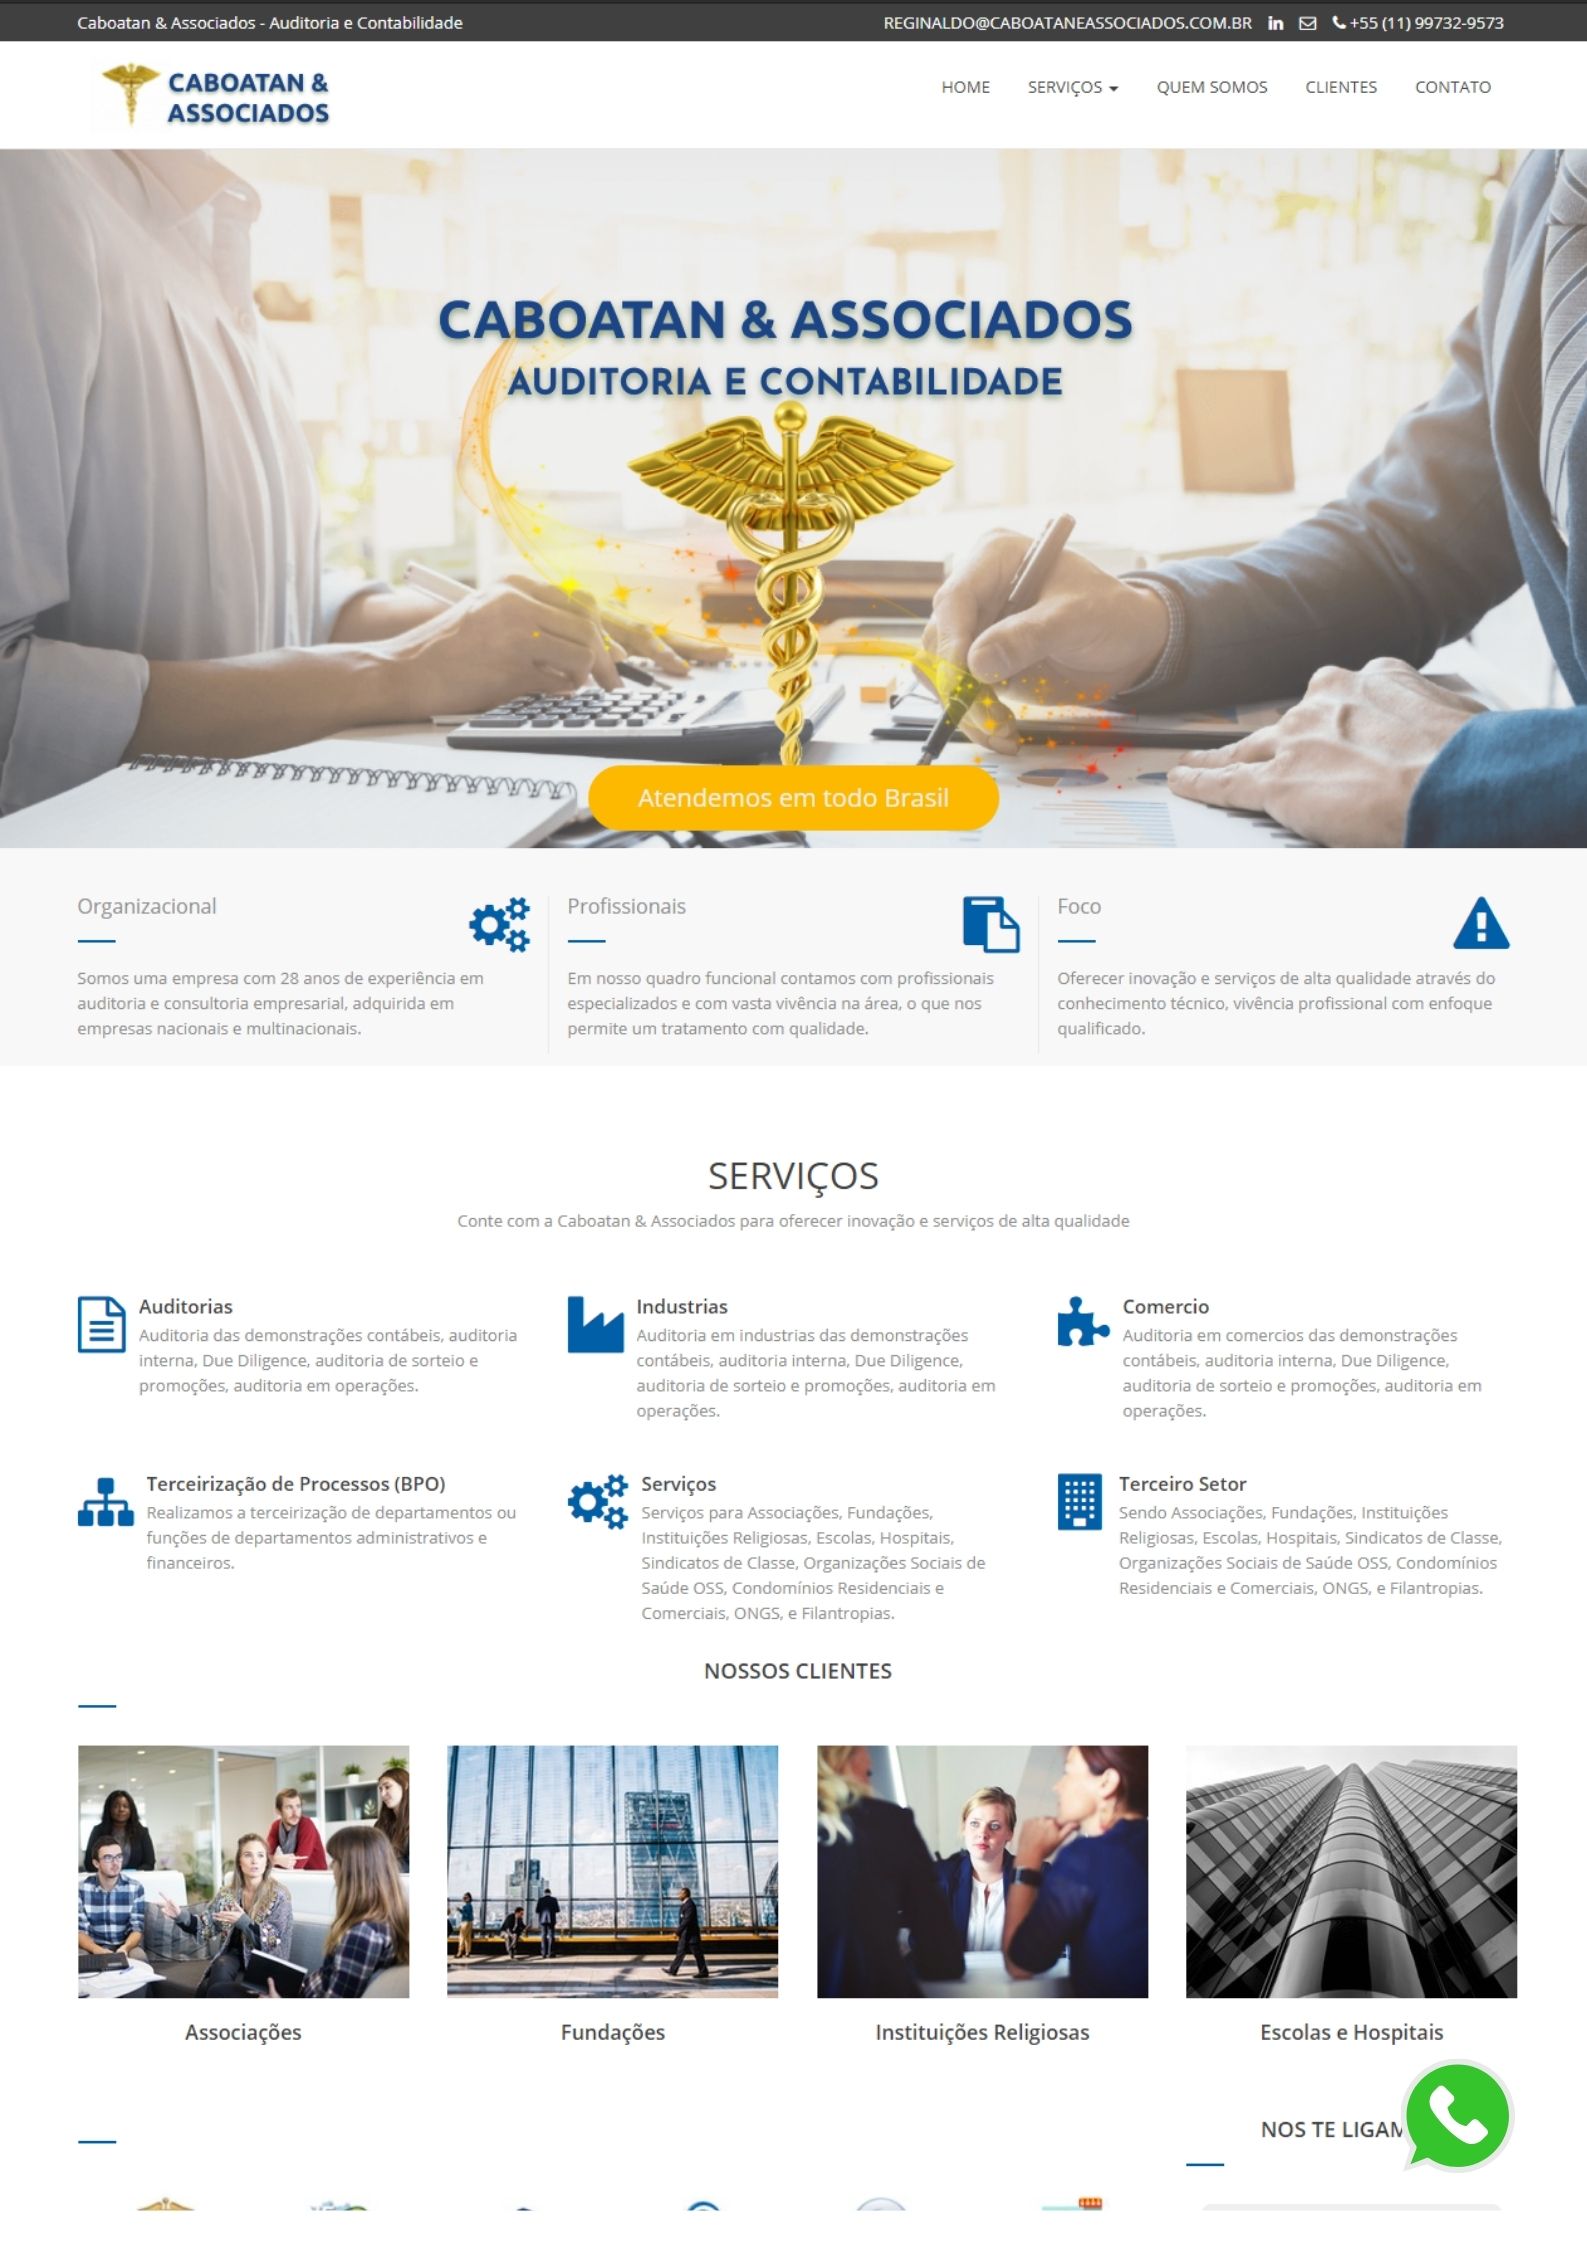 Caboatan & Associados - Auditoria e Contabilidade
REGINALDO@CABOATANEASSOCIADOS.COM.BR
+55 (11) 99732-9573
CABOATAN &
ASSOCIADOS
HOME
SERVIÇOS
QUEM SOMOS
CLIENTES
CONTATO
CABOATAN & ASSOCIADOS
AUDITORIA E CONTABILIDADE
Atendemos em todo Brasil
Organizacional
Somos uma empresa com 28 anos de experiência em
auditoria e consultoria empresarial, adquirida em
empresas nacionais e multinacionais.
Profissionais
Em nosso quadro funcional contamos com profissionais
especializados e com vasta vivência na área, o que nos
permite um tratamento com qualidade.
Foco
Oferecer inovação e serviços de alta qualidade através do
conhecimento técnico, vivência profissional com enfoque
qualificado.
SERVIÇOS
Conte com a Caboatan & Associados para oferecer inovação e serviços de alta qualidade
Auditorias
Auditoria das demonstrações contábeis, auditoria
interna, Due Diligence, auditoria de sorteio e
promoções, auditoria em operações.
Industrias
Auditoria em industrias das demonstrações
contábeis, auditoria interna, Due Diligence,
auditoria de sorteio e promoções, auditoria em
operações.
Comercio
Auditoria em comercios das demonstrações
contábeis, auditoria interna, Due Diligence,
auditoria de sorteio e promoções, auditoria em
operações.
Terceirização de Processos (BPO)
Realizamos a terceirização de departamentos ou
funções de departamentos administrativos e
financeiros.
Serviços
Serviços para Associações, Fundações,
Instituições Religiosas, Escolas, Hospitais,
Sindicatos de Classe, Organizações Sociais de
Saúde OSS, Condomínios Residenciais e
Comerciais, ONGS, e Filantropias.
Terceiro Setor
Sendo Associações, Fundações, Instituições
Religiosas, Escolas, Hospitais, Sindicatos de Classe,
Organizações Sociais de Saúde OSS, Condomínios
Residenciais e Comerciais, ONGS, e Filantropias.
NOSSOS CLIENTES
Associações
Fundações
Instituições Religiosas
Escolas e Hospitais
NOS TE